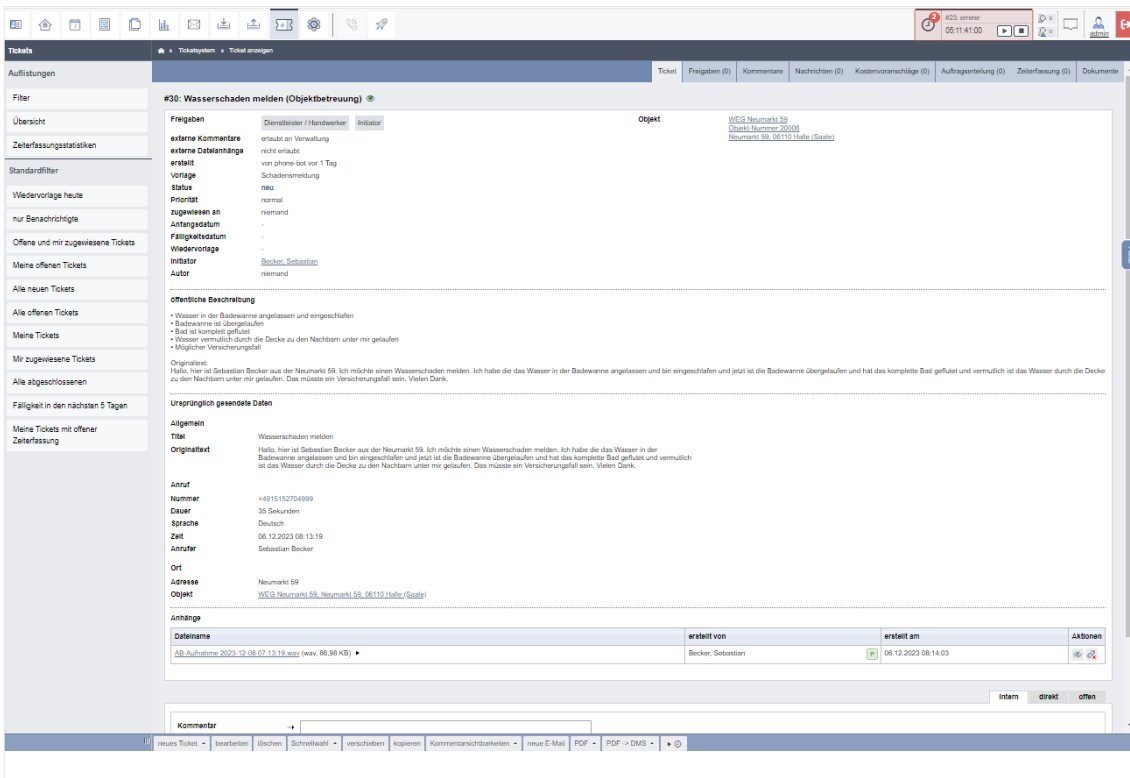 2
#23: errorer
05:11:41:00
0
0
admin
Tickets
» Ticketsystem » Ticket anzeigen
Auflistungen
Filter
Übersicht
Zeiterfassungsstatistiken
Standardfilter
Wiedervorlage heute
nur Benachrichtigte
Offene und mir zugewiesene Tickets
Meine offenen Tickets
Alle neuen Tickets
Alle offenen Tickets
Meine Tickets
Mir zugewiesene Tickets
Alle abgeschlossenen
Fälligkeit in den nächsten 5 Tagen
Meine Tickets mit offener
Zeiterfassung
Ticket Freigaben (0) Kommentare Nachrichten (0) Kostenvoranschläge (0) Auftragserteilung (0) Zeiterfassung (0) Dokumente
#30: Wasserschaden melden (Objektbetreuung)
Freigaben Dienstleister / Handwerker Initiator
externe Kommentare erlaubt an Verwaltung
externe Dateianhänge nicht erlaubt
erstellt von phone-bot vor 1 Tag
Vorlage Schadensmeldung
Status neu
Priorität normal
zugewiesen an niemand
Anfangsdatum -
Fälligkeitsdatum -
Wiedervorlage -
Initiator Becker, Sebastian
Autor niemand
Objekt WEG Neumarkt 59
Objekt-Nummer 20006
Neumarkt 59, 06110 Halle (Saale)
öffentliche Beschreibung
• Wasser in der Badewanne angelassen und eingeschlafen
• Badewanne ist übergelaufen
• Bad ist komplett geflutet
• Wasser vermutlich durch die Decke zu den Nachbarn unter mir gelaufen
• Möglicher Versicherungsfall
Originaltext:
Hallo, hier ist Sebastian Becker aus der Neumarkt 59. Ich möchte einen Wasserschaden melden. Ich habe die das Wasser in der Badewanne angelassen und bin eingeschlafen und jetzt ist die Badewanne übergelaufen und hat das komplette Bad geflutet und vermutlich ist das Wasser durch die Decke
zu den Nachbarn unter mir gelaufen. Das müsste ein Versicherungsfall sein. Vielen Dank.
Ursprünglich gesendete Daten
Allgemein
Titel Wasserschaden melden
Originaltext Hallo, hier ist Sebastian Becker aus der Neumarkt 59. Ich möchte einen Wasserschaden melden. Ich habe die das Wasser in der
Badewanne angelassen und bin eingeschlafen und jetzt ist die Badewanne übergelaufen und hat das komplette Bad geflutet und vermutlich
ist das Wasser durch die Decke zu den Nachbarn unter mir gelaufen. Das müsste ein Versicherungsfall sein. Vielen Dank.
Anruf
Nummer +4915152704999
Dauer 35 Sekunden
Sprache Deutsch
Zeit 06.12.2023 08:13:19
Anrufer Sebastian Becker
Ort
Adresse Neumarkt 59
Objekt WEG Neumarkt 59, Neumarkt 59, 06110 Halle (Saale)
Anhänge
Dateiname erstellt von erstellt am Aktionen
AB-Aufnahme 2023-12-06 07:13:19.wav (wav, 86,98 KB) Becker, Sebastian P 06.12.2023 08:14:03
intern direkt offen
Kommentar
neues Ticket bearbeiten löschen Schnellwahl verschieben kopieren Kommentarsichtbarkeiten neue E-Mail PDF PDF -> DMS